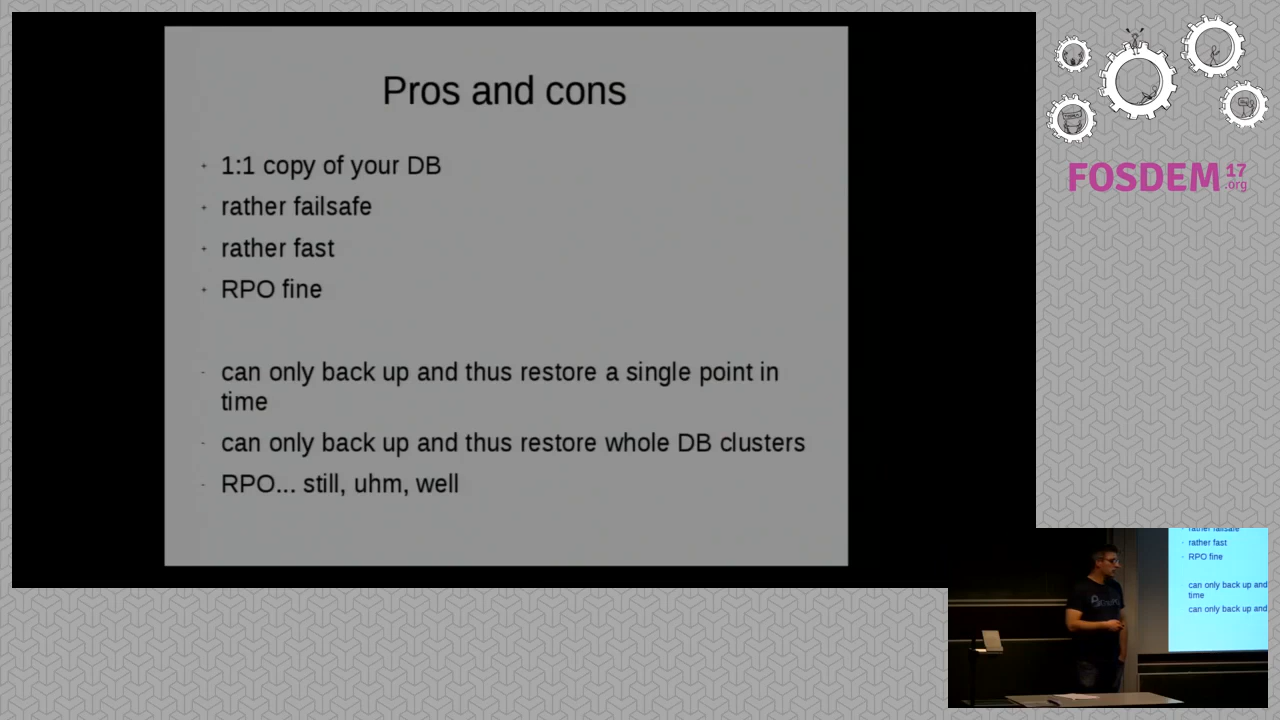 Pros and cons
+ 1:1 copy of your DB
+ rather failsafe
+ rather fast
+ RPO fine
- can only back up and thus restore a single point in
time
- can only back up and thus restore whole DB clusters
- RPO... still, uhm, well
FOSDEM 17
.org
rather failsafe
rather fast
RPO fine
can only back up and
time
can only back up and